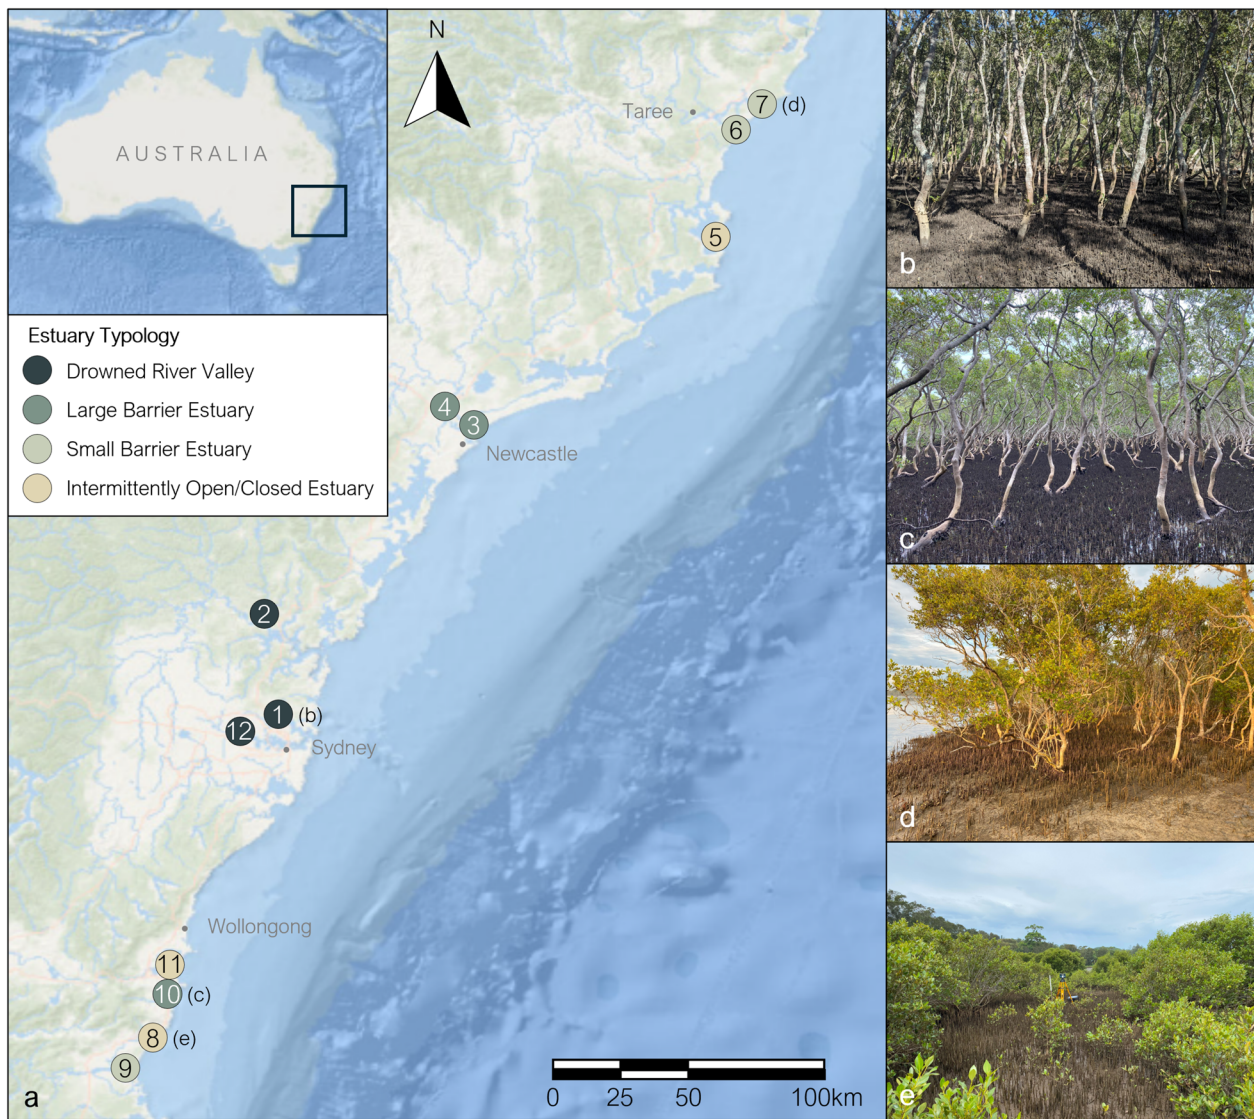 AUSTRALIA
Estuary Typology
Drowned River Valley
Large Barrier Estuary
Small Barrier Estuary
Intermittently Open/Closed Estuary
N
Taree
7 (d)
6
5
4
3
Newcastle
2
1 (b)
12
Sydney
Wollongong
11
10 (c)
8 (e)
9
0 25 50 100km
a
b
c
d
e